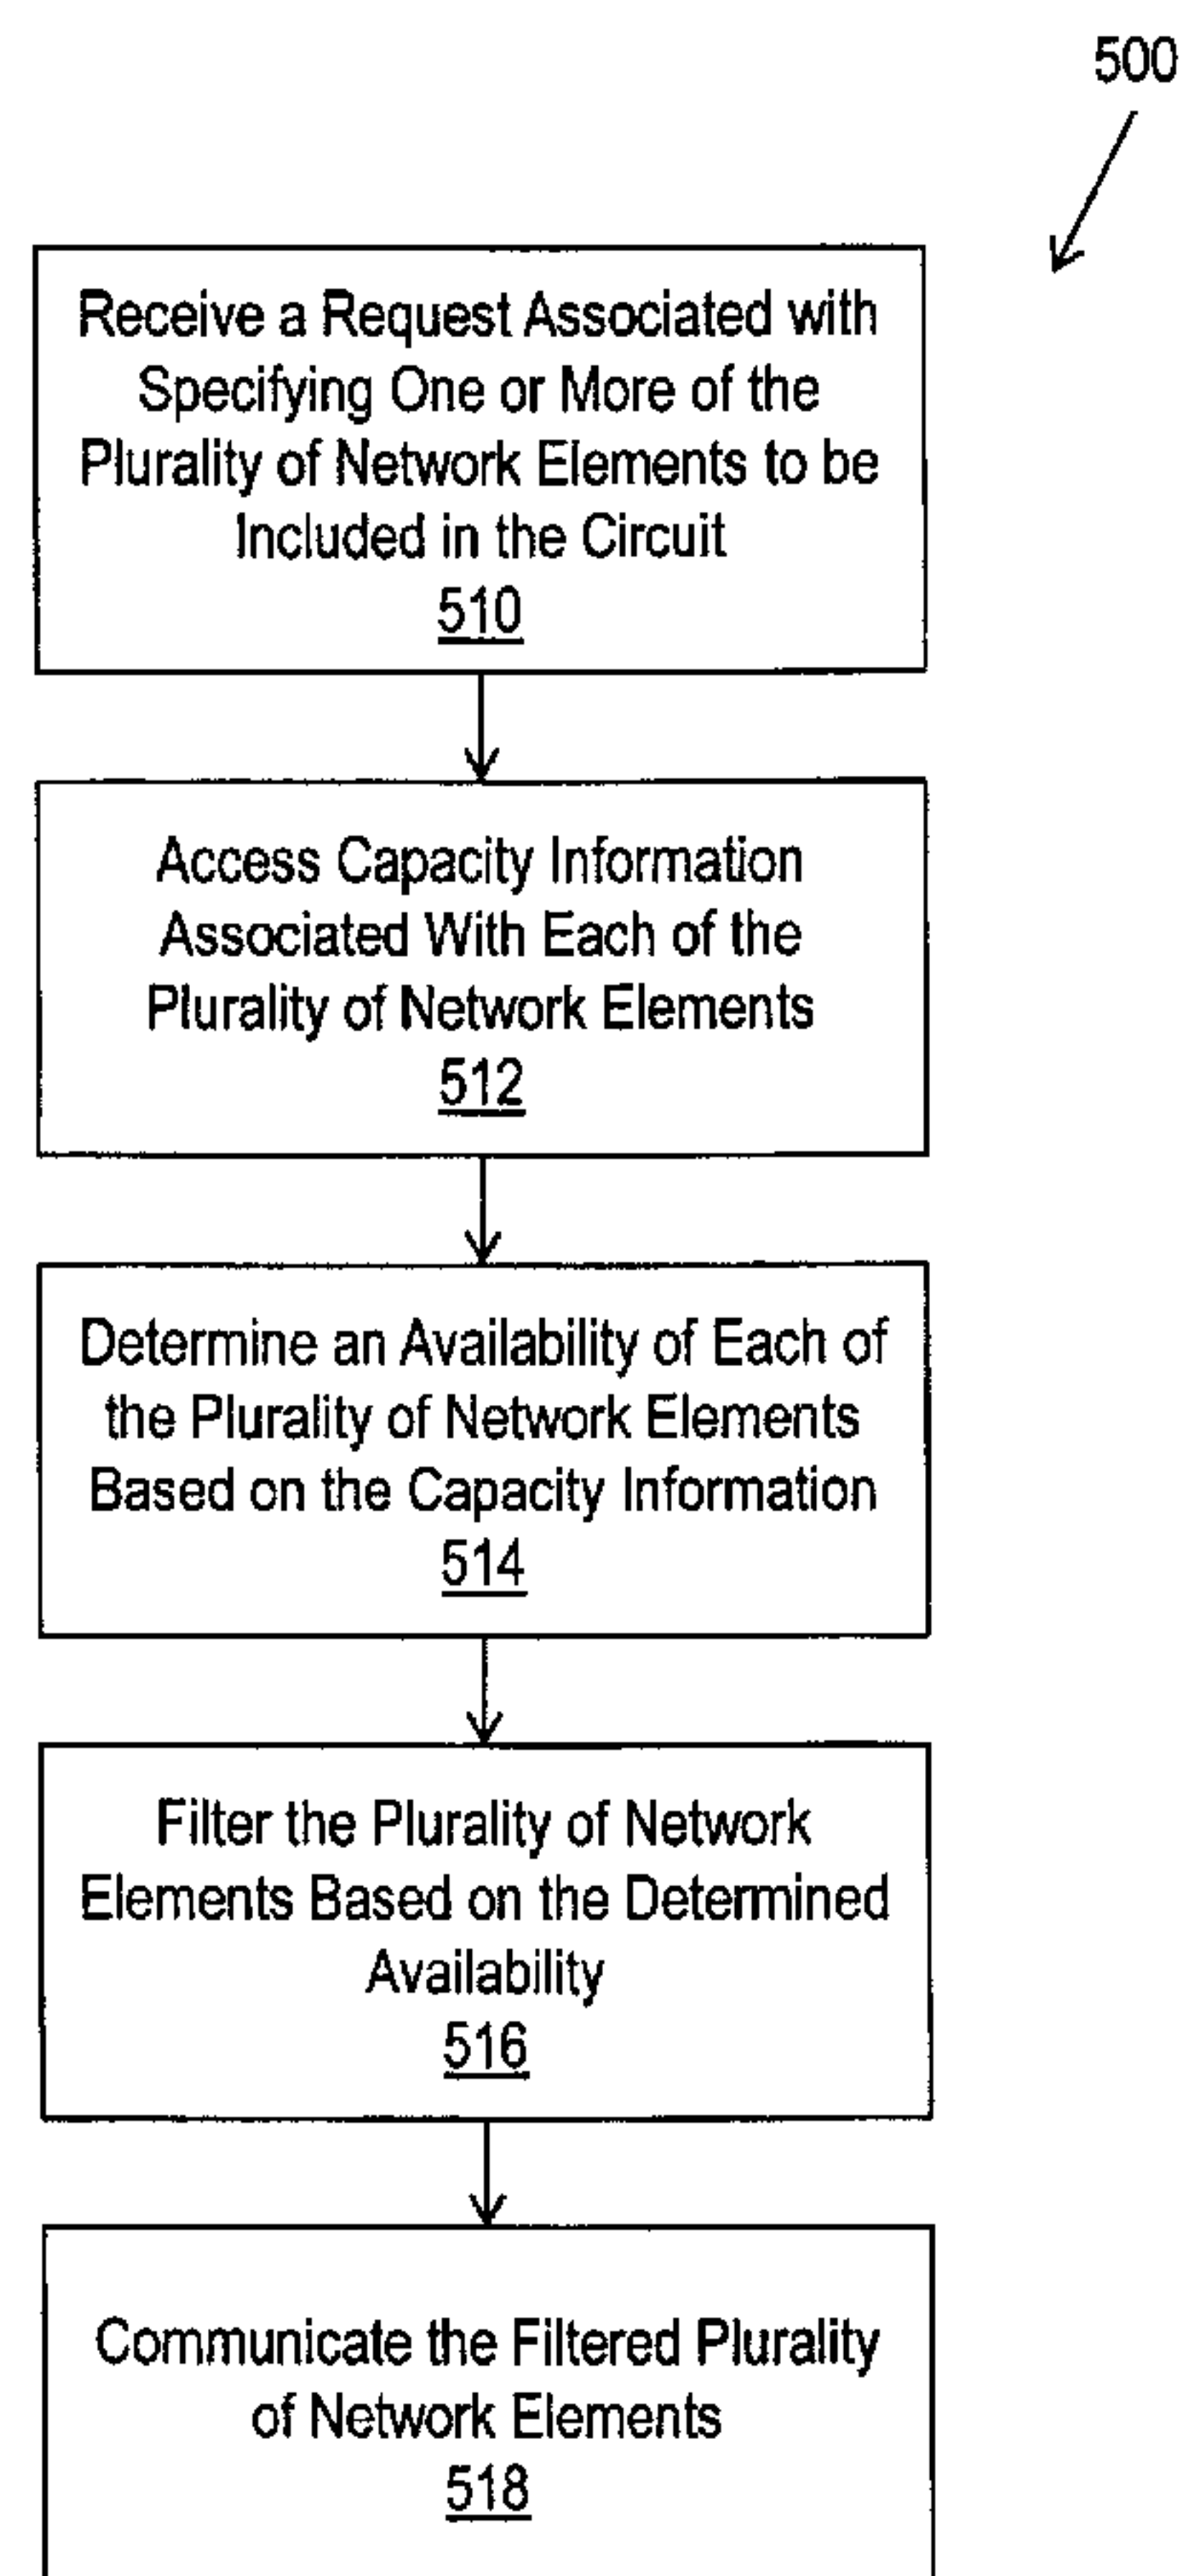 500
Receive a Request Associated with
Specifying One or More of the
Plurality of Network Elements to be
Included in the Circuit
510
Access Capacity Information
Associated With Each of the
Plurality of Network Elements
512
Determine an Availability of Each of
the Plurality of Network Elements
Based on the Capacity Information
514
Filter the Plurality of Network
Elements Based on the Determined
Availability
516
Communicate the Filtered Plurality
of Network Elements
518